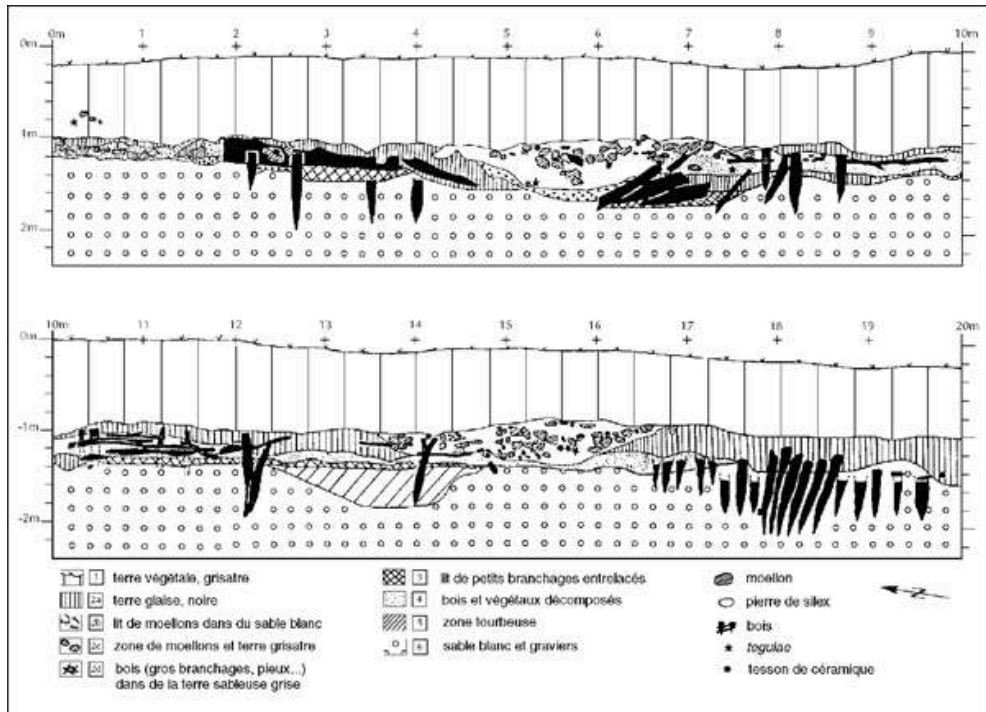 0m 1 2 3 4 5 6 7 8 9 10m
0m
1m
2m
10m 11 12 13 14 15 16 17 18 19 20m
0m
-1m
-2m
1 terre végétale, grisatre
2a terre glaise, noire
2b lit de moellons dans du sable blanc
2c zone de moellons et terre grisatre
2d bois (gros branchages, pieux...)
dans de la terre sableuse grise
3 lit de petits branchages entrelacés
4 bois et végétaux décomposés
5 zone tourbeuse
6 sable blanc et graviers
moellon
pierre de silex
bois
tegulae
tesson de céramique
N